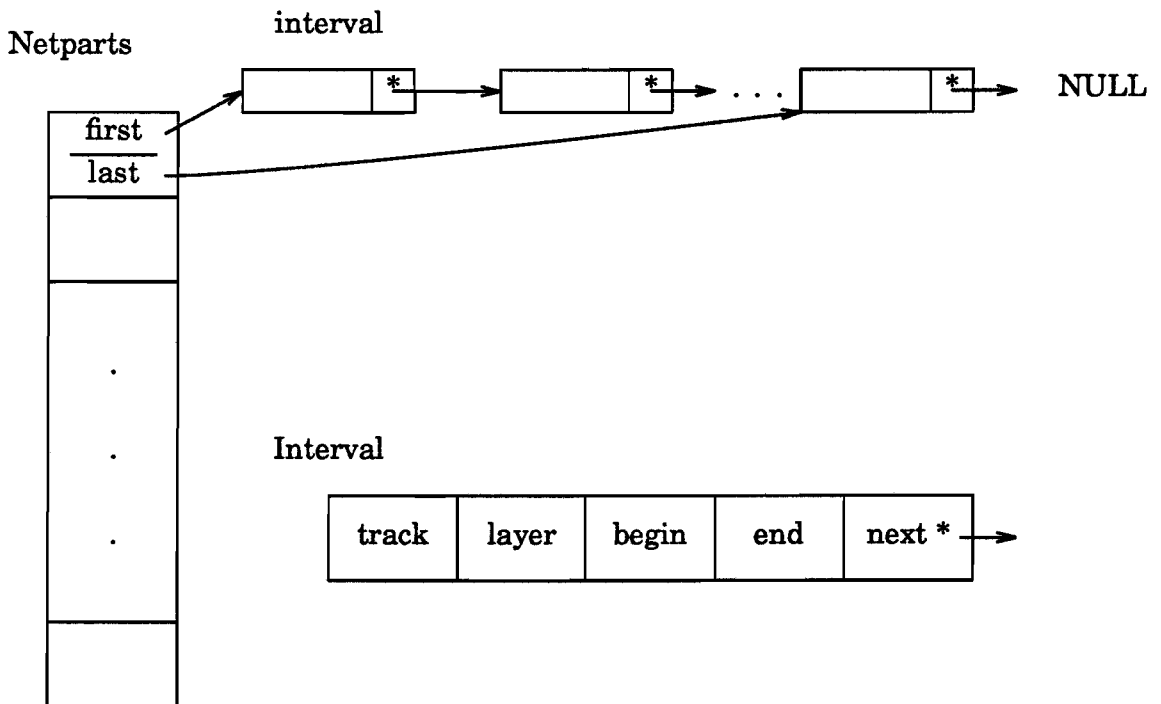 interval
Netparts
* * . . . * NULL
first
last
.
.
.
Interval
track layer begin end next *